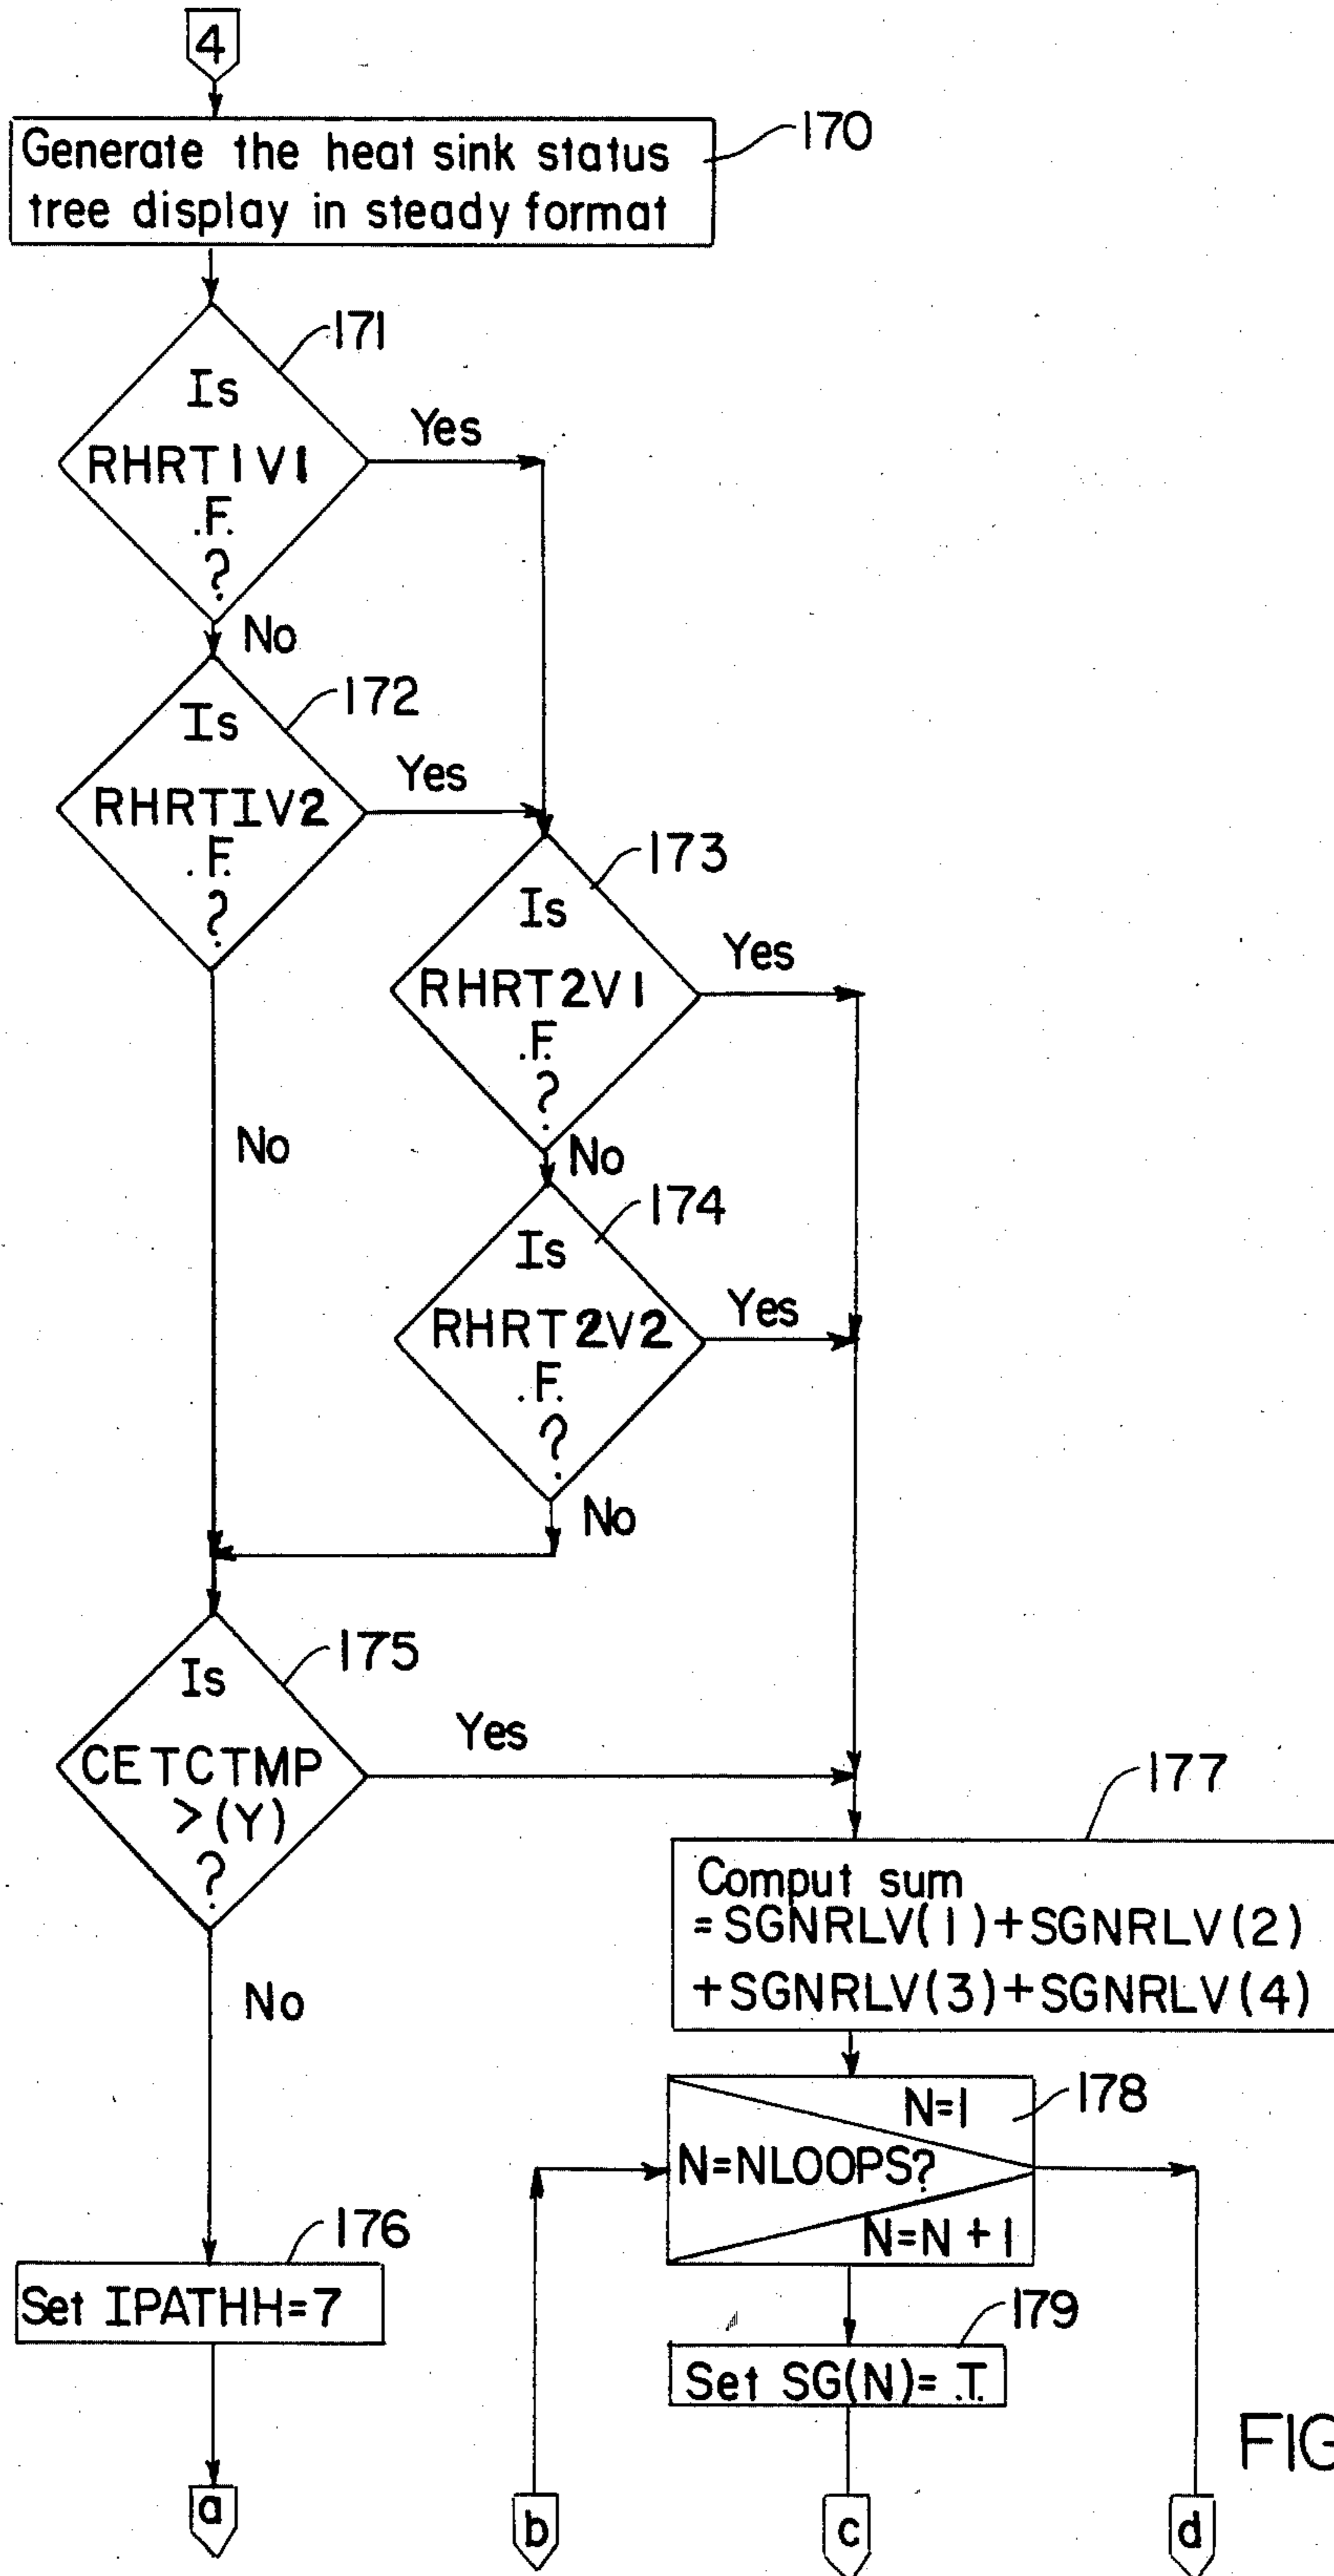 4
Generate the heat sink status
tree display in steady format
170
171
Is
RHRT1V1
.F.
?
Yes
No
172
Is
RHRTIV2
.F.
?
Yes
No
173
Is
RHRT2V1
.F.
?
Yes
No
174
Is
RHRT2V2
.F.
?
Yes
No
175
Is
CETCTMP
>(Y)
?
Yes
No
176
Set IPATHH=7
177
Comput sum
=SGNRLV(1)+SGNRLV(2)
+SGNRLV(3)+SGNRLV(4)
178
N=1
N=NLOOPS?
N=N+1
179
Set SG(N)= .T.
FIG
a
b
c
d